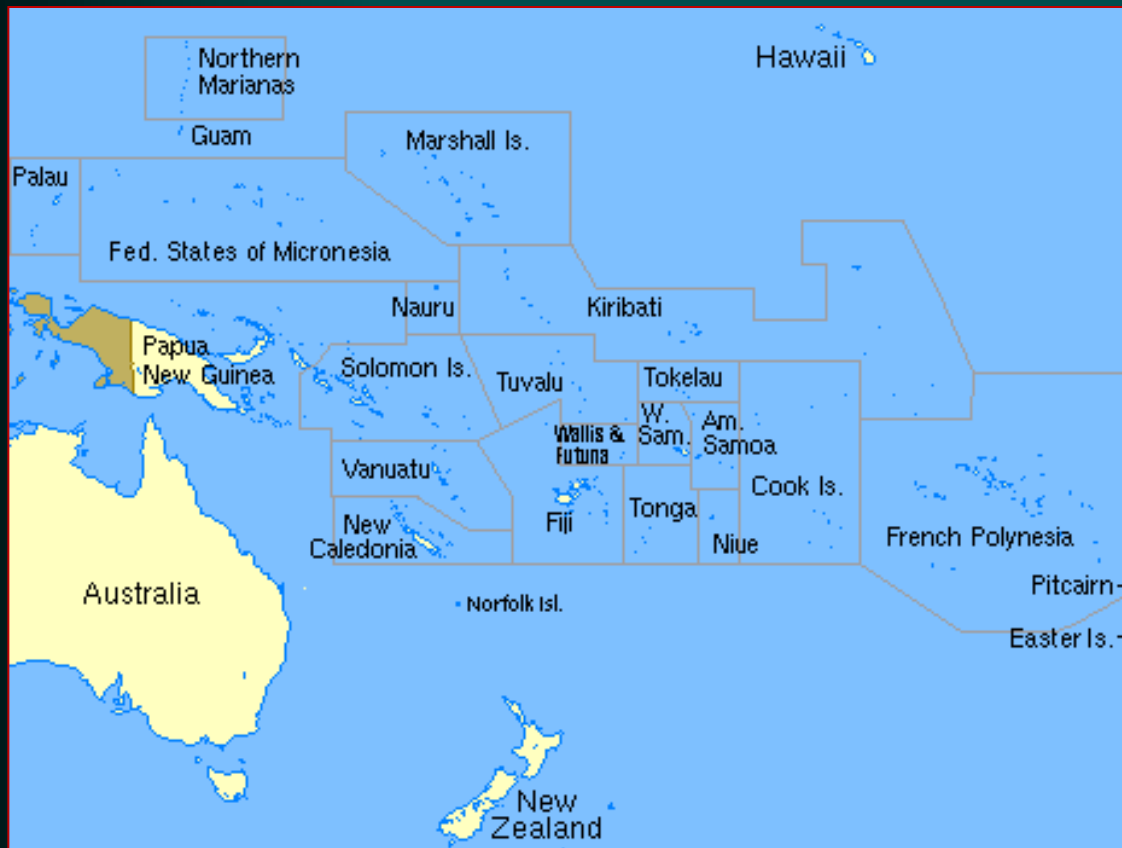 Northern
Marianas
Hawaii
Guam
Marshall Is.
Palau
Fed. States of Micronesia
Nauru
Kiribati
Papua
New Guinea
Solomon Is.
Tuvalu
Tokelau
W.
Sam.
Am.
Samoa
Wallis &
Futuna
Vanuatu
Cook Is.
New
Caledonia
Fiji
Tonga
Niue
French Polynesia
Pitcairn
Australia
Norfolk Isl.
Easter Is.
New
Zealand